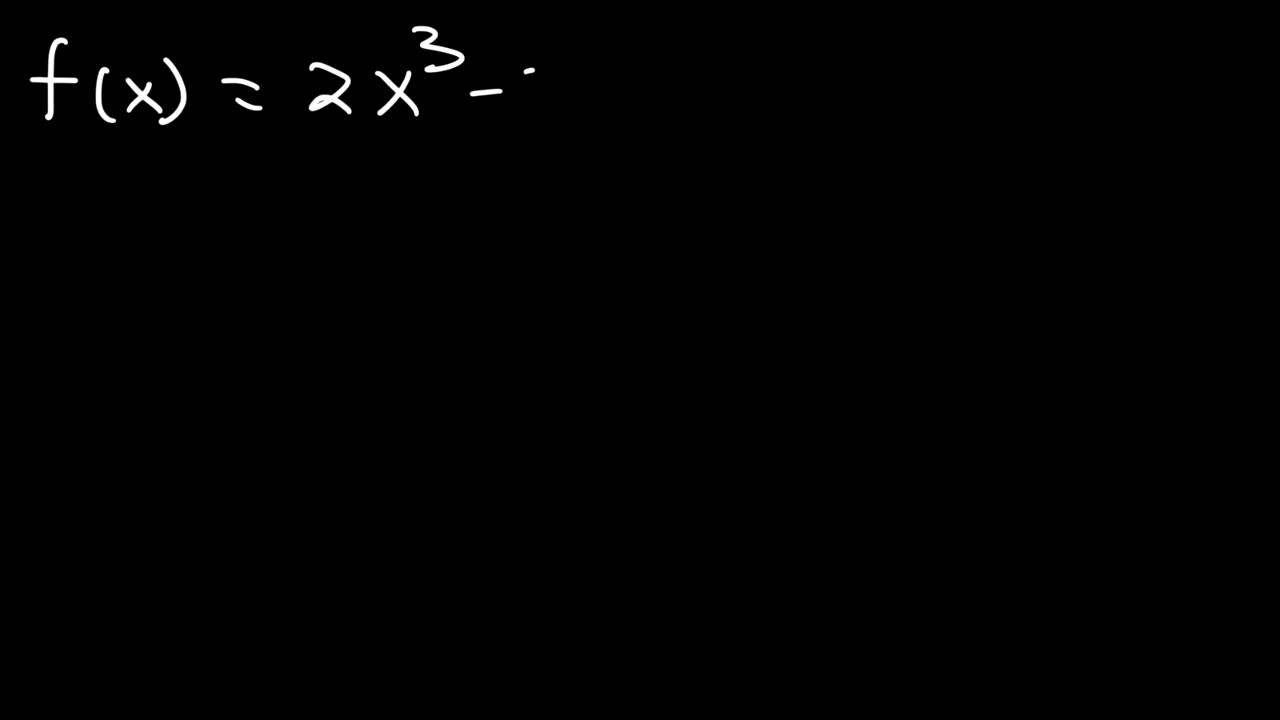 f(x) = 2x³ -